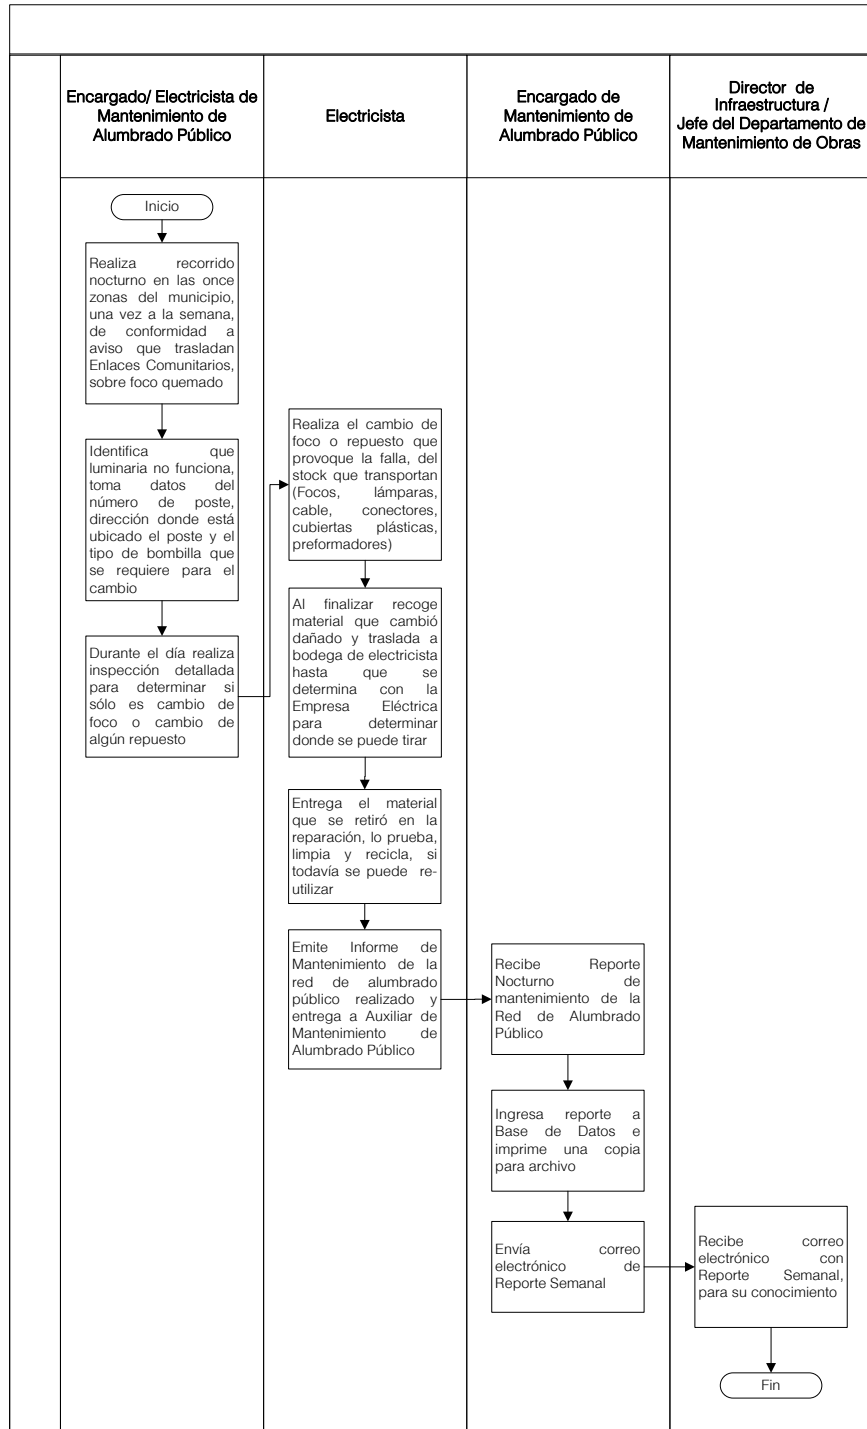 Encargado/ Electricista de
Mantenimiento de
Alumbrado Público
Electricista
Encargado de
Mantenimiento de
Alumbrado Público
Director de
Infraestructura /
Jefe del Departamento de
Mantenimiento de Obras
Inicio
Realiza recorrido
nocturno en las once
zonas del municipio,
una vez a la semana,
de conformidad a
aviso que trasladan
Enlaces Comunitarios,
sobre foco quemado
Identifica que
luminaria no funciona,
toma datos del
número de poste,
dirección donde está
ubicado el poste y el
tipo de bombilla que
se requiere para el
cambio
Durante el día realiza
inspección detallada
para determinar si
sólo es cambio de
foco o cambio de
algún repuesto
Realiza el cambio de
foco o repuesto que
provoque la falla, del
stock que transportan
(Focos, lámparas,
cable, conectores,
cubiertas plásticas,
preformadores)
Al finalizar recoge
material que cambió
dañado y traslada a
bodega de electricista
hasta que se
determina con la
Empresa Eléctrica
para determinar
donde se puede tirar
Entrega el material
que se retiró en la
reparación, lo prueba,
limpia y recicla, si
todavía se puede re-
utilizar
Emite Informe de
Mantenimiento de la
red de alumbrado
público realizado y
entrega a Auxiliar de
Mantenimiento de
Alumbrado Público
Recibe Reporte
Nocturno de
mantenimiento de la
Red de Alumbrado
Público
Ingresa reporte a
Base de Datos e
imprime una copia
para archivo
Envía correo
electrónico de
Reporte Semanal
Recibe correo
electrónico con
Reporte Semanal,
para su conocimiento
Fin